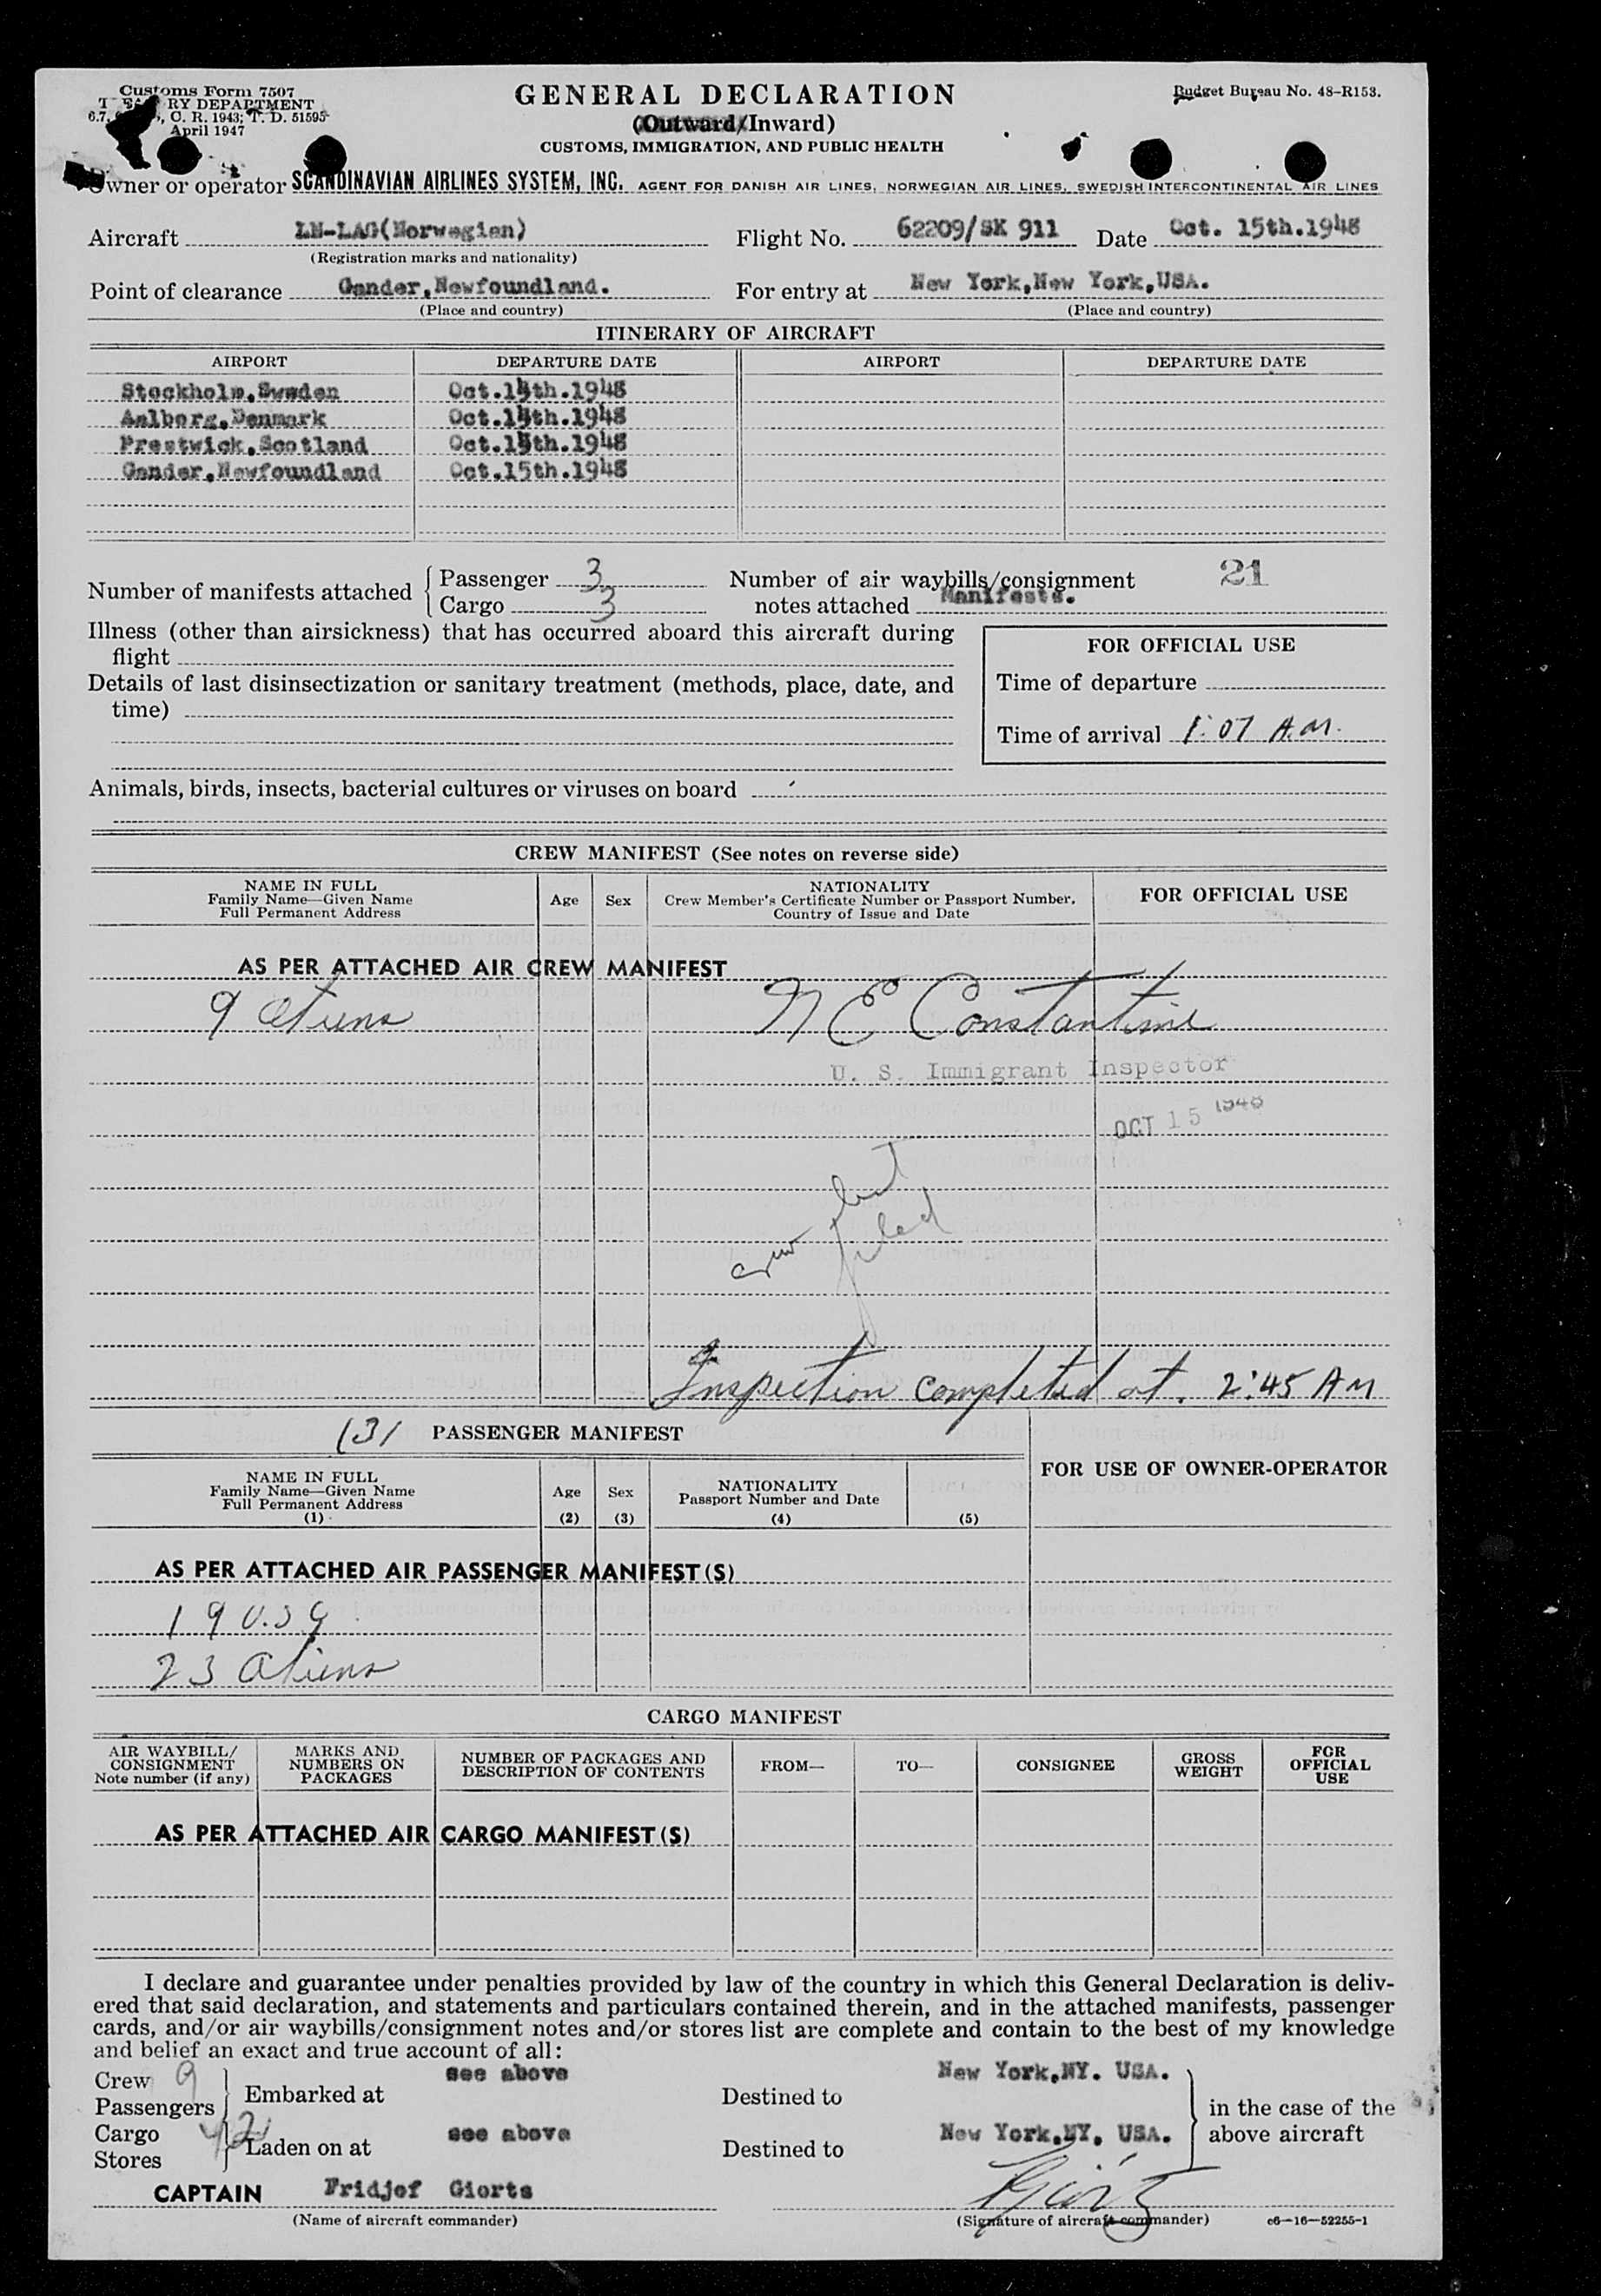 Customs Form 7507
RY DEPARTMENT
C. R. 1943; T. D. 51595
April 1947
GENERAL DECLARATION
(Outward/Inward)
CUSTOMS, IMMIGRATION, AND PUBLIC HEALTH
Budget Bureau No. 48-R153.
Owner or operator SCANDINAVIAN AIRLINES SYSTEM, INC. AGENT FOR DANISH AIR LINES, NORWEGIAN AIR LINES, SWEDISH INTERCONTINENTAL AIR LINES
Aircraft (Norwegian) Flight No. 62209/SK 911 Date Oct. 15th.1948
(Registration marks and nationality)
Point of clearance Gander,Newfoundland. For entry at New York,New York,USA.
(Place and country) (Place and country)
ITINERARY OF AIRCRAFT
AIRPORT DEPARTURE DATE AIRPORT DEPARTURE DATE
Stockholm,Sweden Oct.14th.1948
Aalborg,Denmark Oct.14th.1948
Prestwick,Scotland
Gander,Newfoundland Oct.15th.1948
Number of manifests attached
Passenger 3
Cargo 3
Number of air waybills/consignment 21
notes attached Manifests.
Illness (other than airsickness) that has occurred aboard this aircraft during
flight
Details of last disinsectization or sanitary treatment (methods, place, date, and
time)
FOR OFFICIAL USE
Time of departure
Time of arrival 1:07 A.M.
Animals, birds, insects, bacterial cultures or viruses on board
CREW MANIFEST (See notes on reverse side)
NAME IN FULL
Family Name—Given Name
Full Permanent Address
Age Sex
NATIONALITY
Crew Member's Certificate Number or Passport Number,
Country of Issue and Date
FOR OFFICIAL USE
AS PER ATTACHED AIR CREW MANIFEST
9 Aliens N E Constantine
U. S. Immigrant Inspector
OCT 15 1948
crew list
filed
Inspection completed at 2:45 AM
(3) PASSENGER MANIFEST
NAME IN FULL
Family Name—Given Name
Full Permanent Address
(1)
Age
(2)
Sex
(3)
NATIONALITY
Passport Number and Date
(4)
(5)
FOR USE OF OWNER-OPERATOR
AS PER ATTACHED AIR PASSENGER MANIFEST(S)
19
23 Aliens
CARGO MANIFEST
AIR WAYBILL/
CONSIGNMENT
Note number (if any)
MARKS AND
NUMBERS ON
PACKAGES
NUMBER OF PACKAGES AND
DESCRIPTION OF CONTENTS
FROM—
TO—
CONSIGNEE
GROSS
WEIGHT
FOR
OFFICIAL
USE
AS PER ATTACHED AIR CARGO MANIFEST(S)
I declare and guarantee under penalties provided by law of the country in which this General Declaration is deliv-
ered that said declaration, and statements and particulars contained therein, and in the attached manifests, passenger
cards, and/or air waybills/consignment notes and/or stores list are complete and contain to the best of my knowledge
and belief an exact and true account of all:
Crew 9
Passengers 42
Embarked at see above Destined to New York,NY. USA.
Cargo
Stores
Laden on at see above Destined to New York,NY. USA.
in the case of the
above aircraft
CAPTAIN Fridjof Giorts
(Name of aircraft commander) (Signature of aircraft commander) c6—16—52255-1